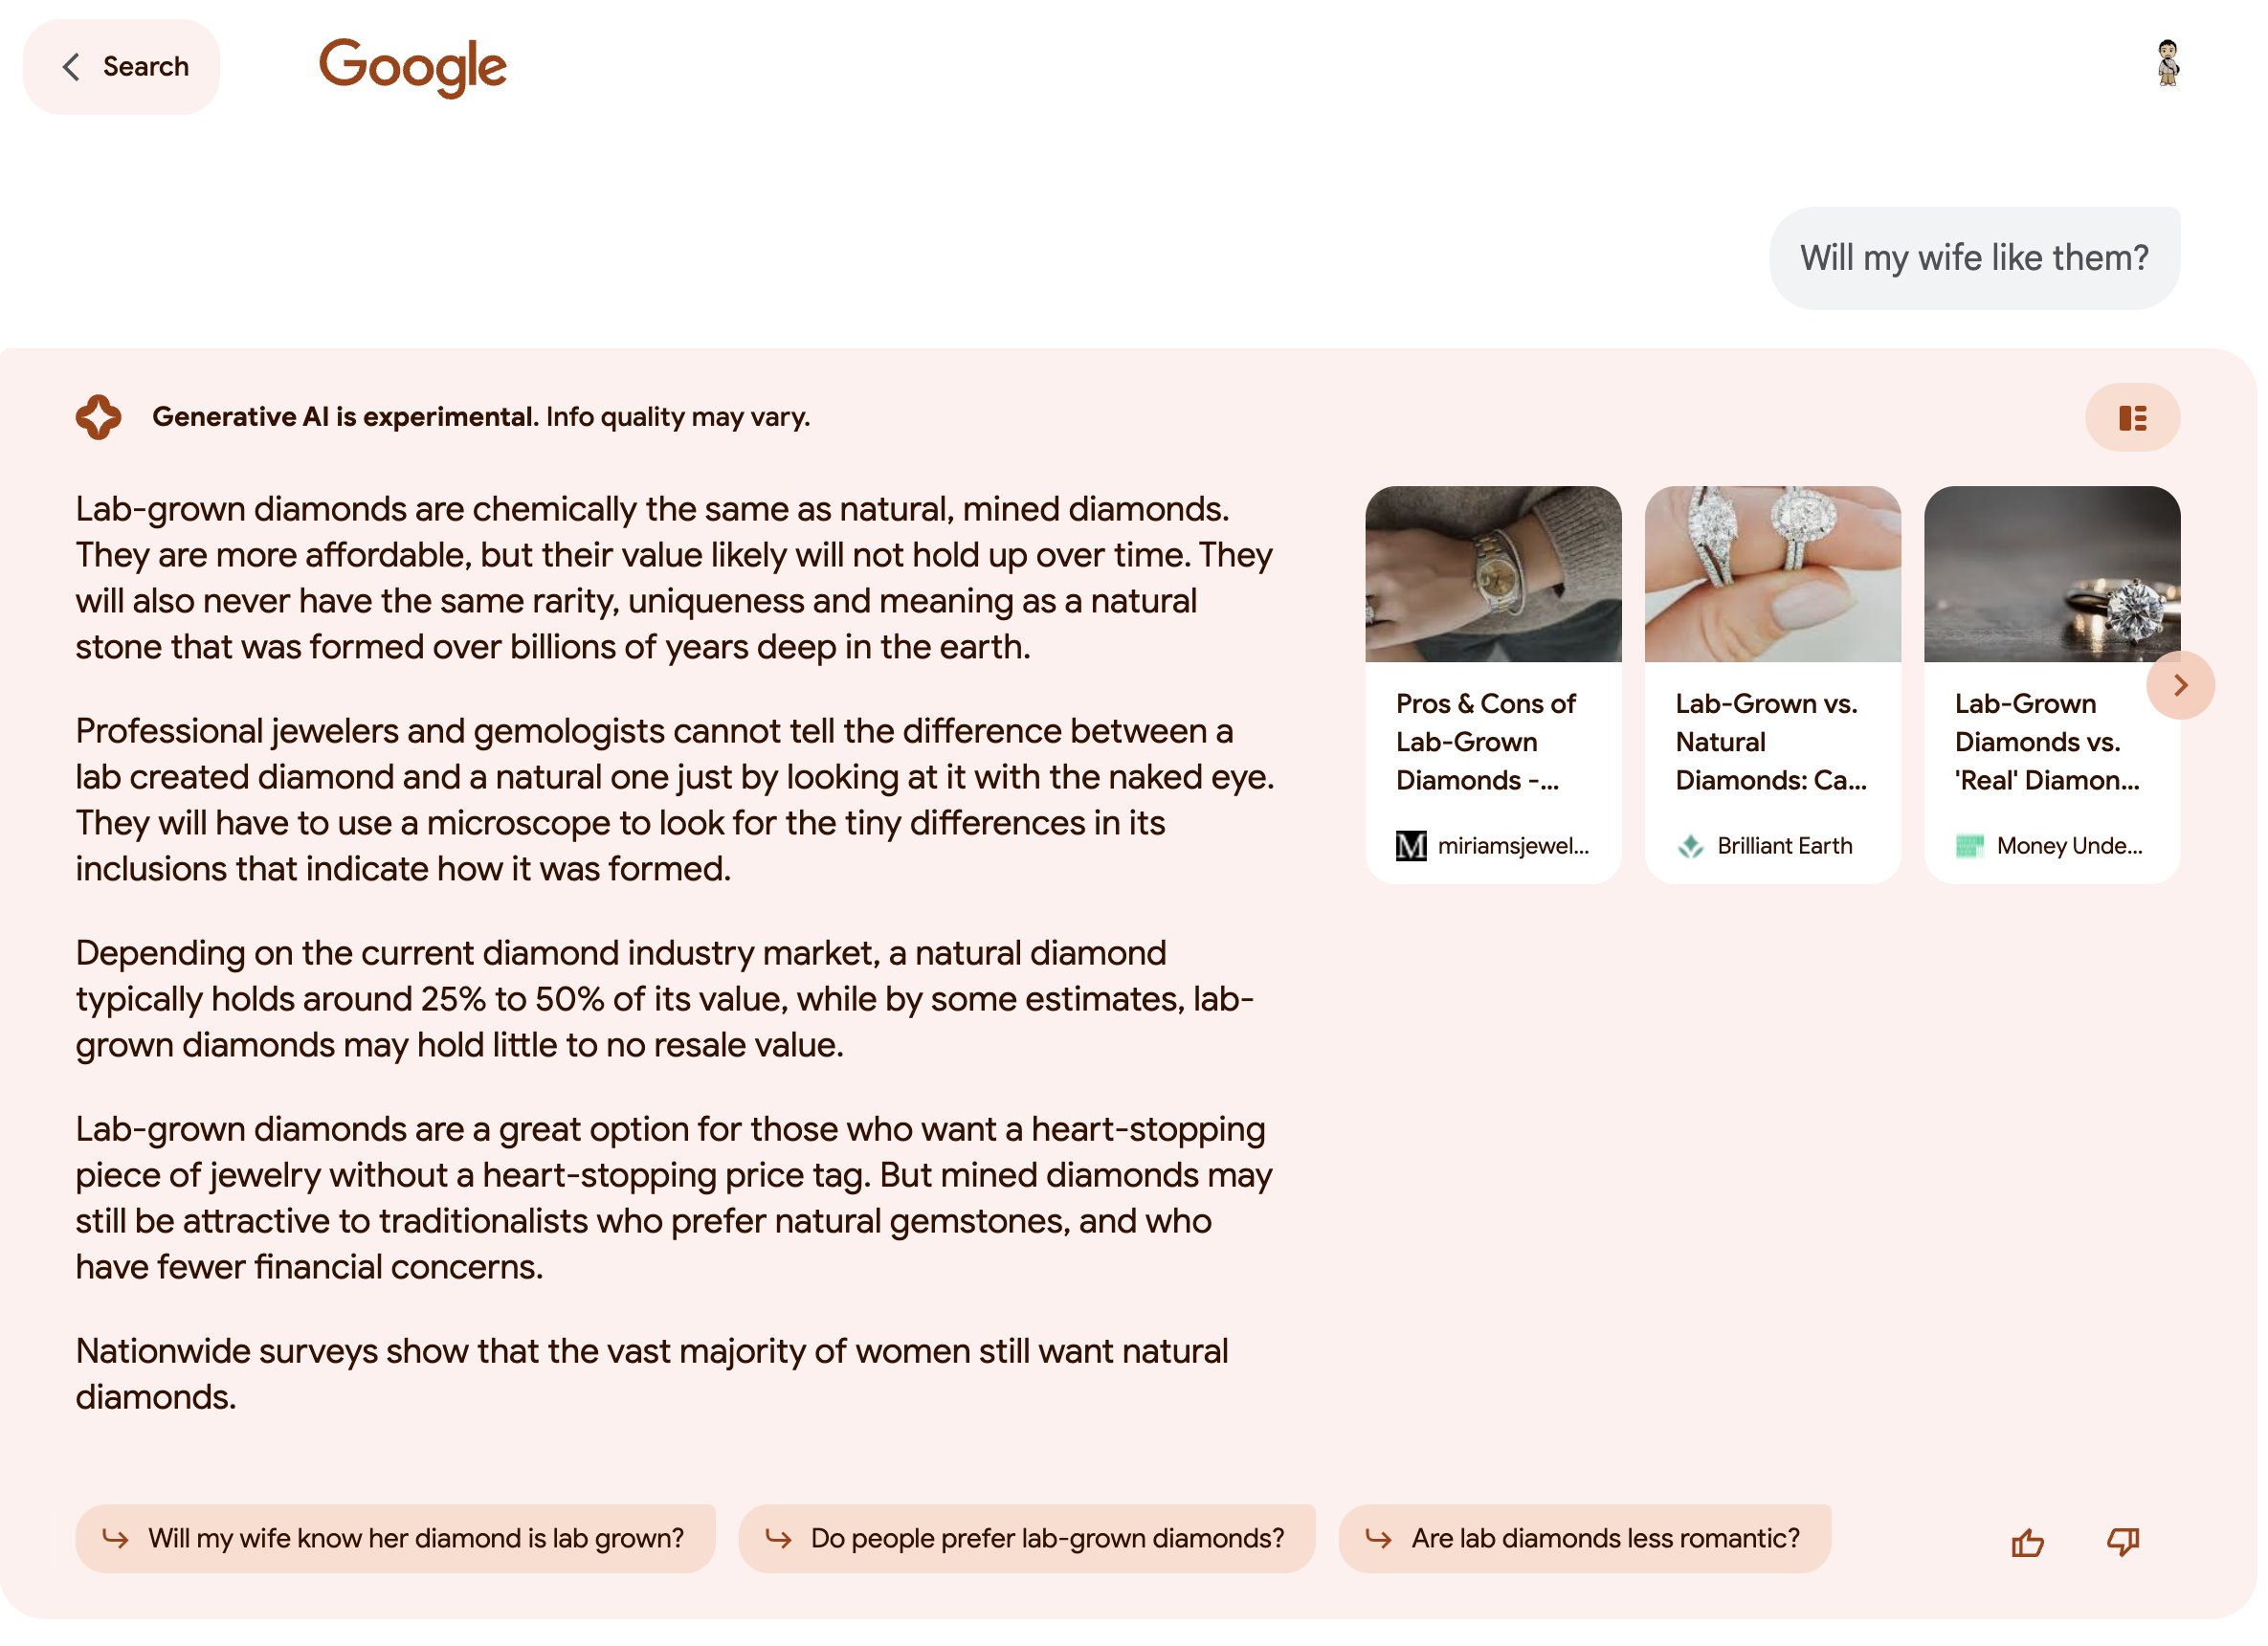 Search
Google
Will my wife like them?
Generative AI is experimental. Info quality may vary.
Lab-grown diamonds are chemically the same as natural, mined diamonds.
They are more affordable, but their value likely will not hold up over time. They
will also never have the same rarity, uniqueness and meaning as a natural
stone that was formed over billions of years deep in the earth.
Professional jewelers and gemologists cannot tell the difference between a
lab created diamond and a natural one just by looking at it with the naked eye.
They will have to use a microscope to look for the tiny differences in its
inclusions that indicate how it was formed.
Depending on the current diamond industry market, a natural diamond
typically holds around 25% to 50% of its value, while by some estimates, lab-
grown diamonds may hold little to no resale value.
Lab-grown diamonds are a great option for those who want a heart-stopping
piece of jewelry without a heart-stopping price tag. But mined diamonds may
still be attractive to traditionalists who prefer natural gemstones, and who
have fewer financial concerns.
Nationwide surveys show that the vast majority of women still want natural
diamonds.
Pros & Cons of
Lab-Grown
Diamonds -...
M miriamsjewel...
Lab-Grown vs.
Natural
Diamonds: Ca...
Brilliant Earth
Lab-Grown
Diamonds vs.
'Real' Diamon...
Money Unde...
Will my wife know her diamond is lab grown?
Do people prefer lab-grown diamonds?
Are lab diamonds less romantic?